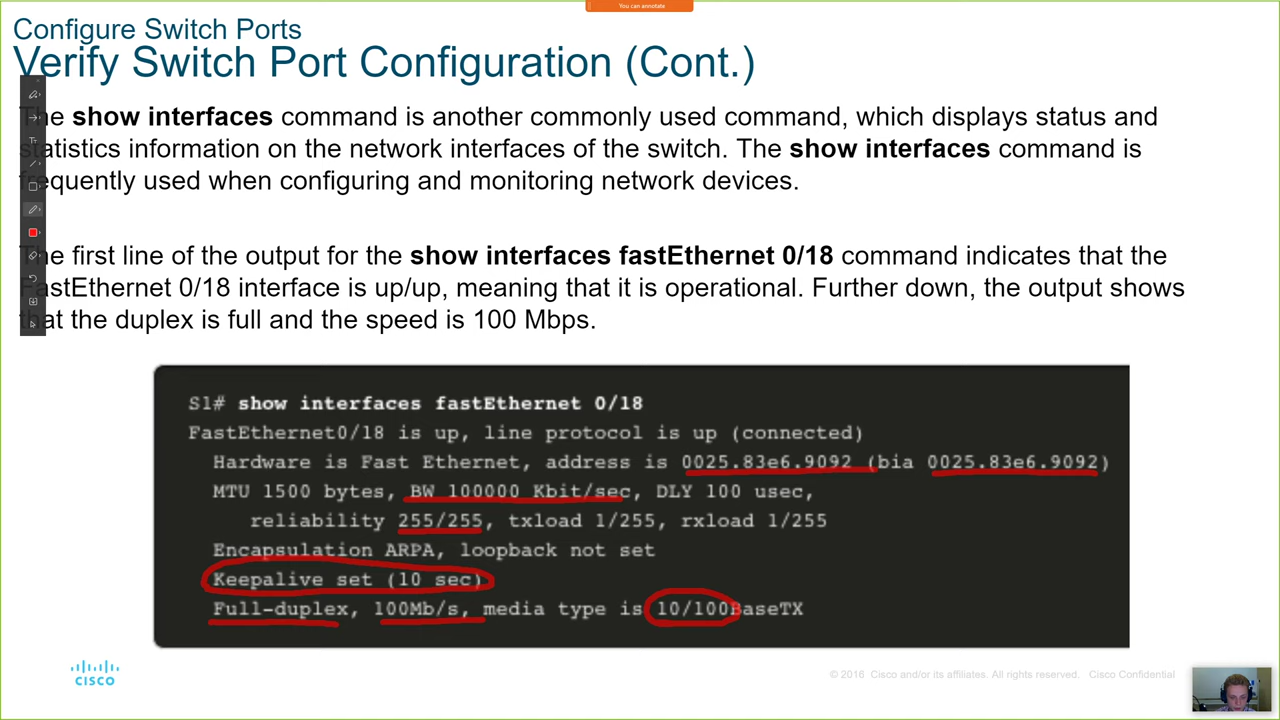 You can annotate
Configure Switch Ports
Verify Switch Port Configuration (Cont.)
The show interfaces command is another commonly used command, which displays status and
statistics information on the network interfaces of the switch. The show interfaces command is
frequently used when configuring and monitoring network devices.
The first line of the output for the show interfaces fastEthernet 0/18 command indicates that the
FastEthernet 0/18 interface is up/up, meaning that it is operational. Further down, the output shows
that the duplex is full and the speed is 100 Mbps.
S1# show interfaces fastEthernet 0/18
FastEthernet0/18 is up, line protocol is up (connected)
Hardware is Fast Ethernet, address is 0025.83e6.9092 (bia 0025.83e6.9092)
MTU 1500 bytes, BW 100000 Kbit/sec, DLY 100 usec,
reliability 255/255, txload 1/255, rxload 1/255
Encapsulation ARPA, loopback not set
Keepalive set (10 sec)
Full-duplex, 100Mb/s, media type is 10/100BaseTX
CISCO
© 2016 Cisco and/or its affiliates. All rights reserved. Cisco Confidential